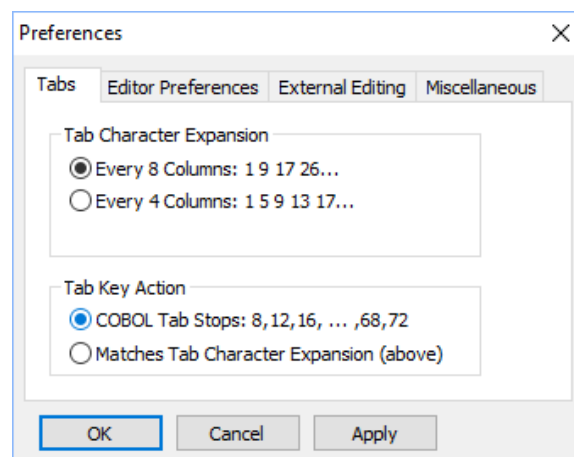 Preferences
Tabs Editor Preferences External Editing Miscellaneous
Tab Character Expansion
Every 8 Columns: 1 9 17 26...
Every 4 Columns: 1 5 9 13 17...
Tab Key Action
COBOL Tab Stops: 8,12,16, ... ,68,72
Matches Tab Character Expansion (above)
OK Cancel Apply